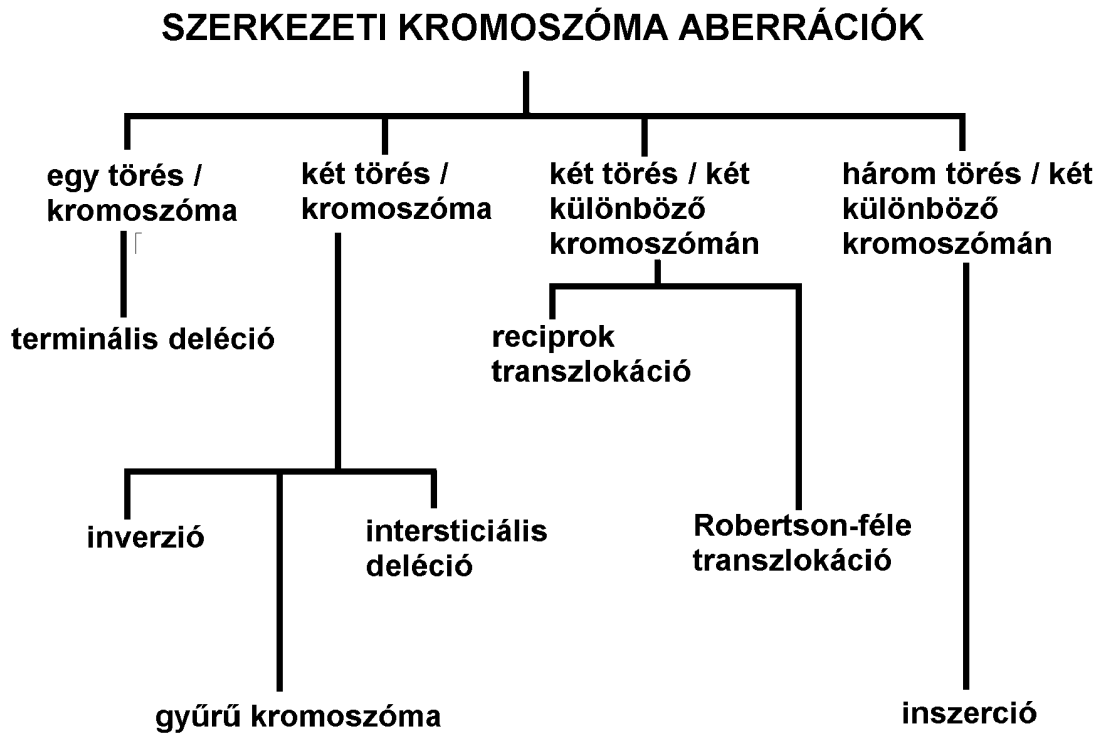 SZERKEZETI KROMOSZÓMA ABERRÁCIÓK
egy törés /
kromoszóma
két törés /
kromoszóma
két törés / két
különböző
kromoszómán
három törés / két
különböző
kromoszómán
terminális deléció
reciprok
transzlokáció
inverzió
intersticiális
deléció
Robertson-féle
transzlokáció
gyűrű kromoszóma
inszerció